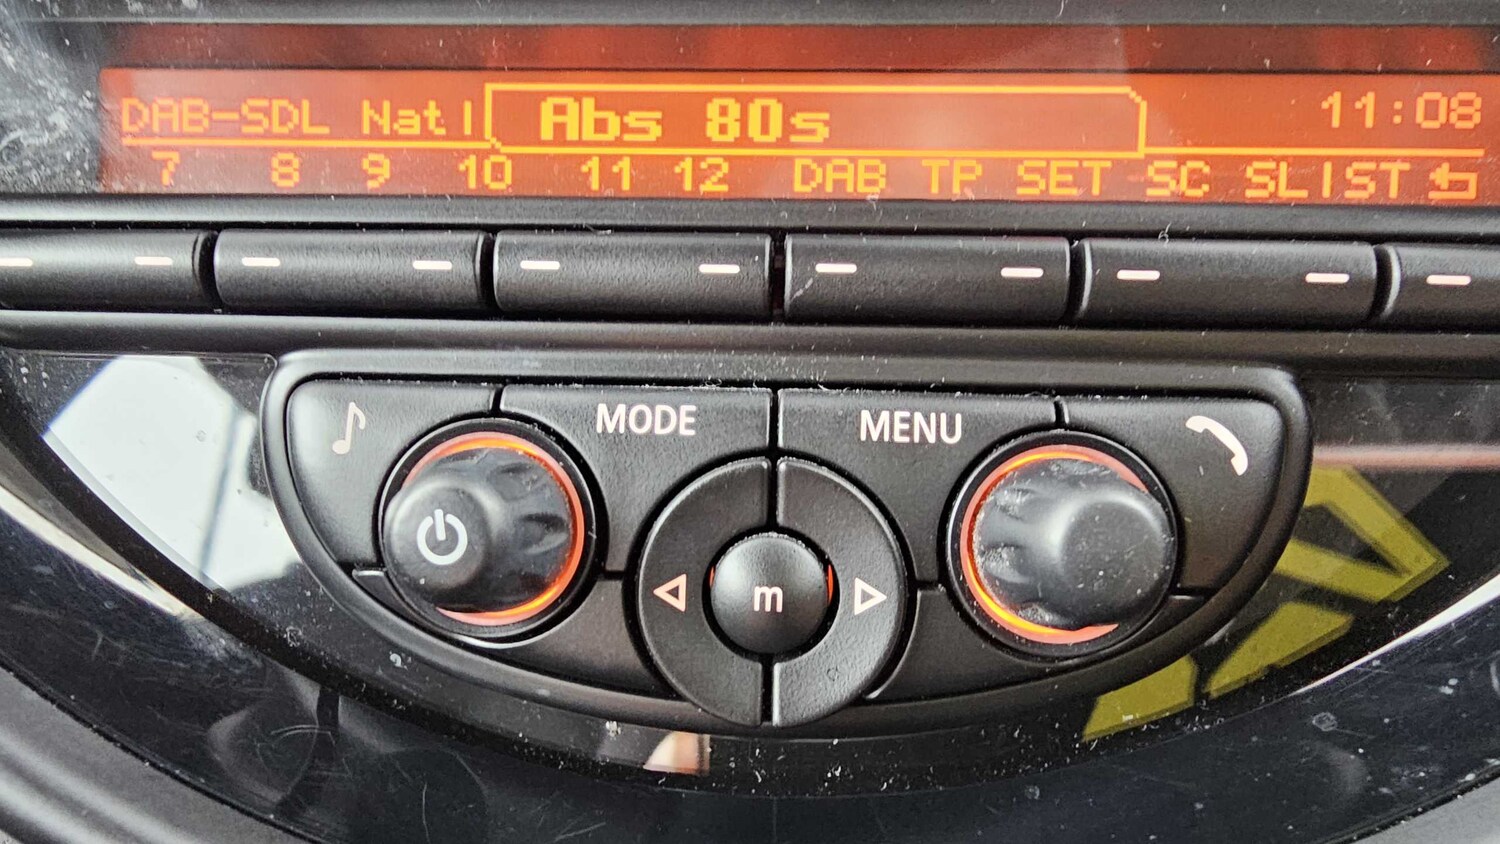 DAB-SDL Natl Abs 80s 11:08
7 8 9 10 11 12 DAB TP SET SC SLIST
MODE MENU
m